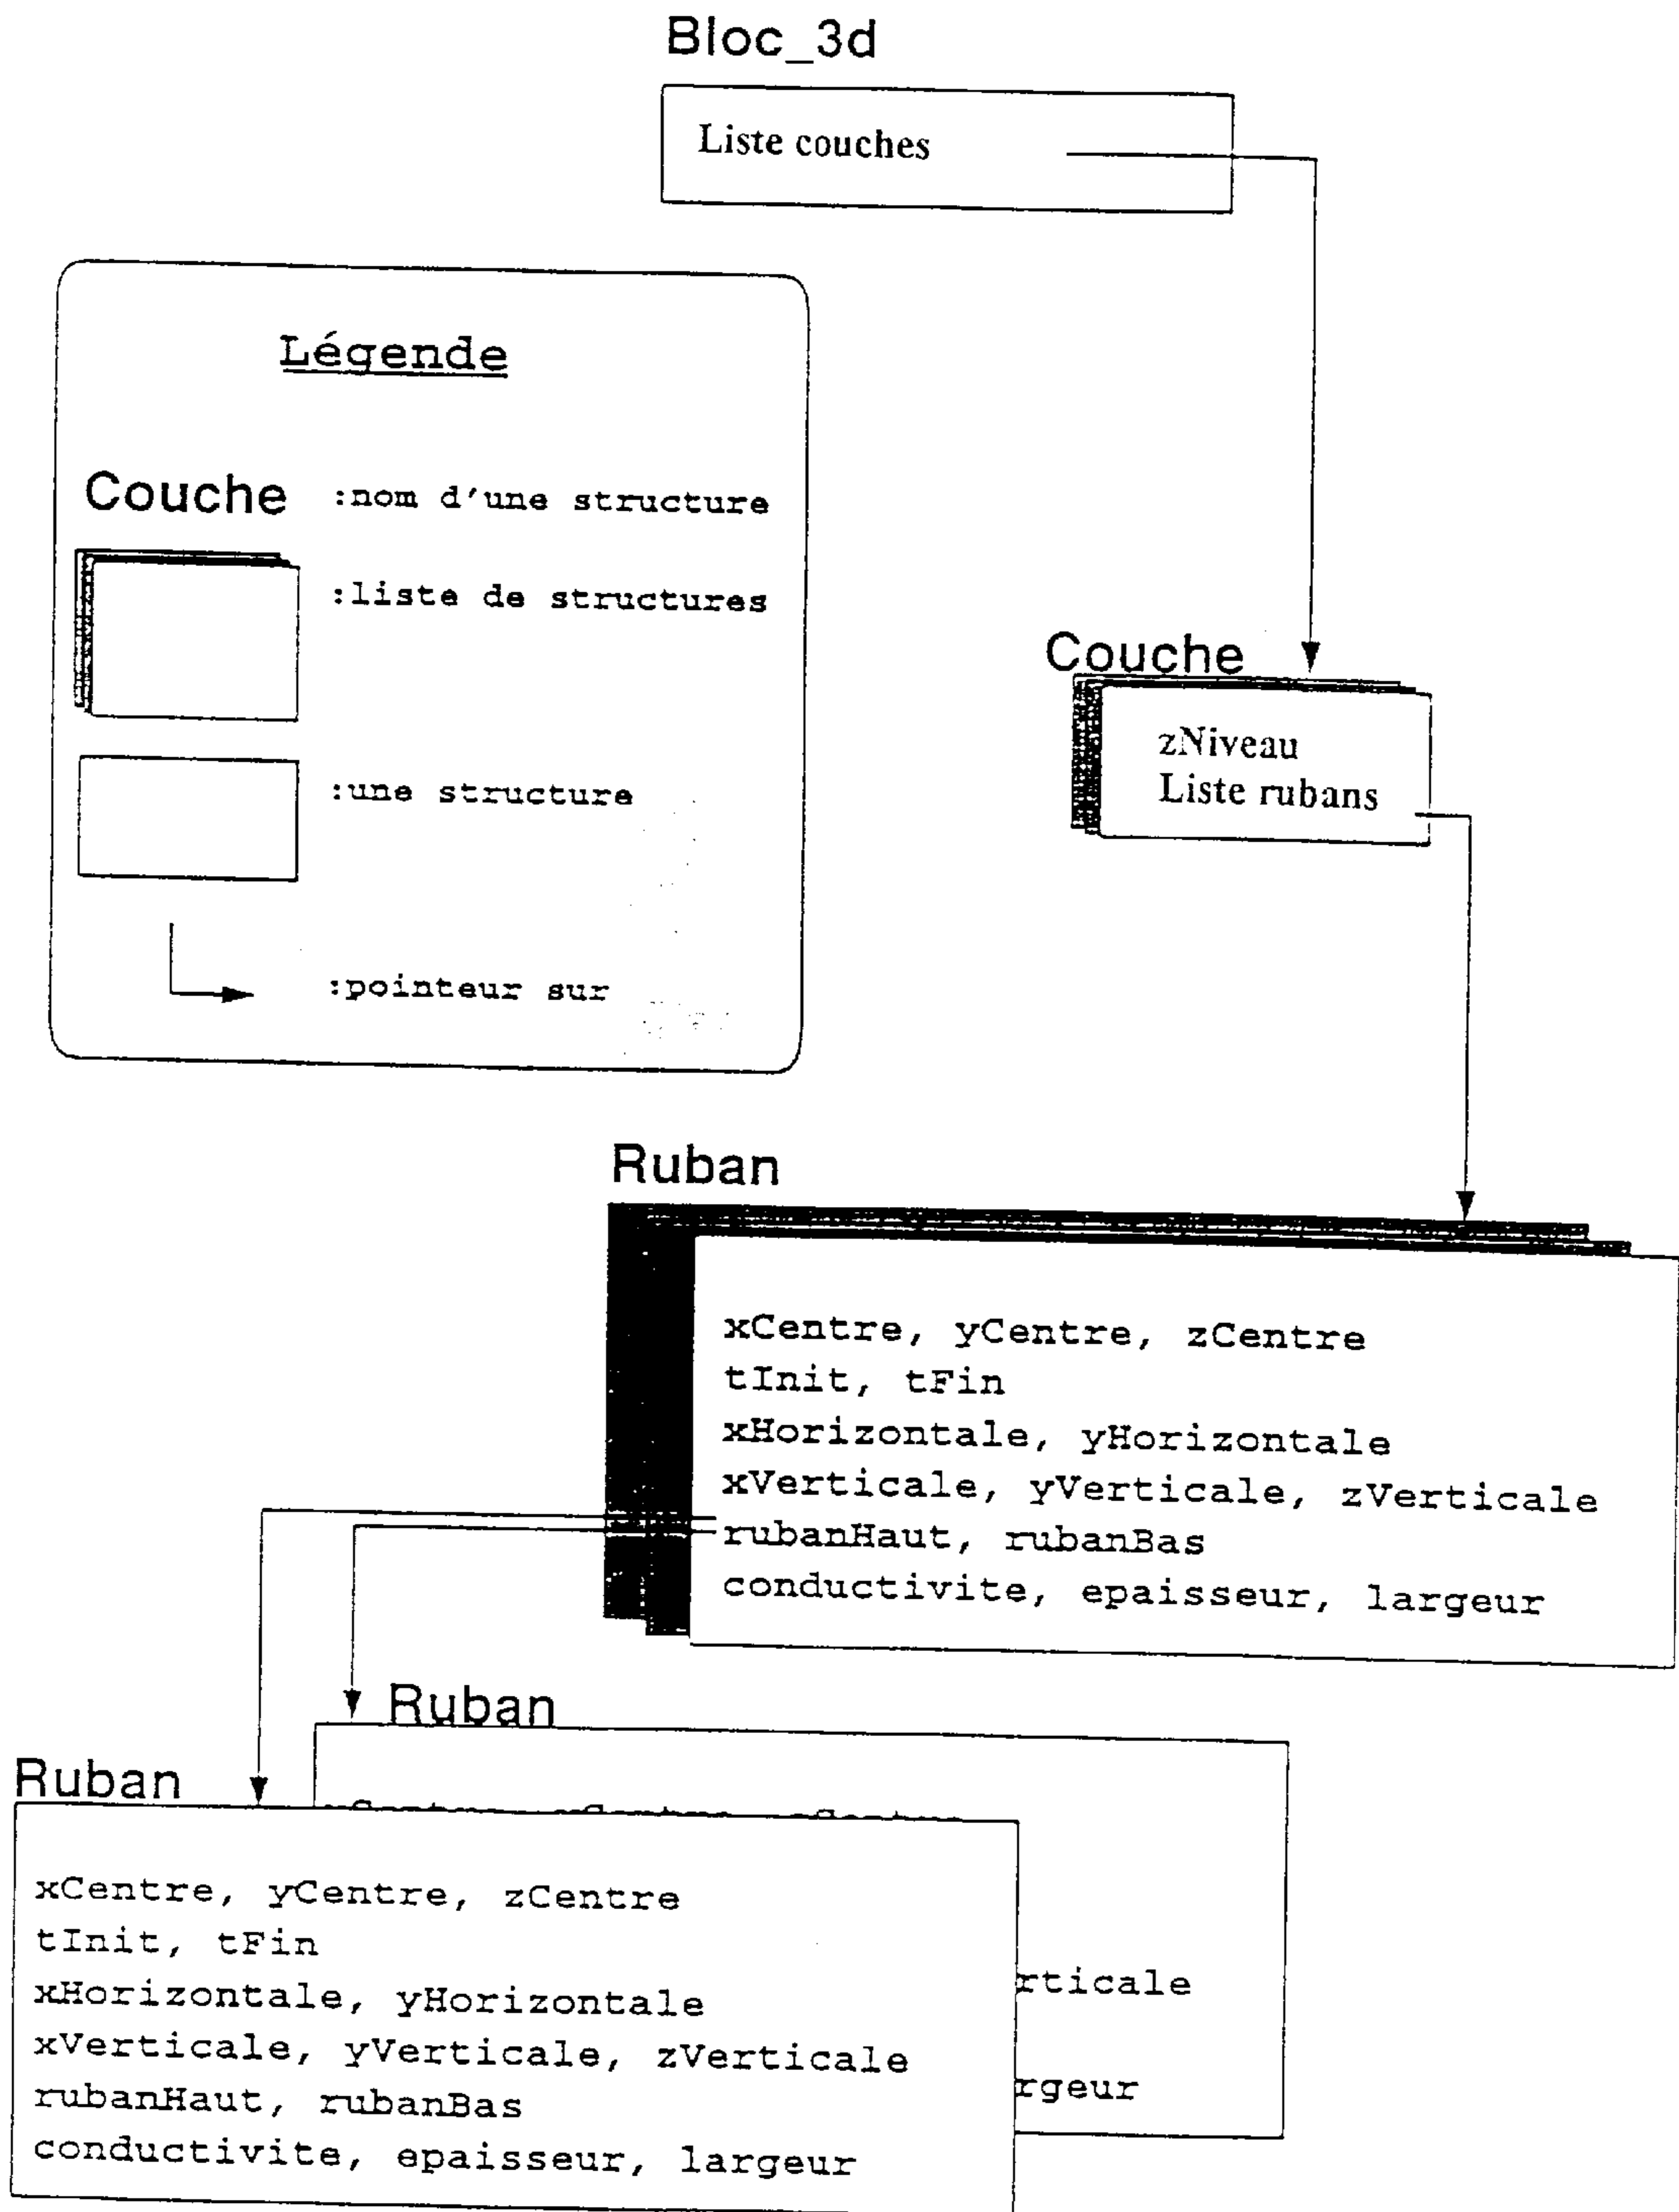 Bloc_3d
Liste couches
Légende
Couche :nom d'une structure
:liste de structures
:une structure
:pointeur sur
Couche
zNiveau
Liste rubans
Ruban
xCentre, yCentre, zCentre
tInit, tFin
xHorizontale, yHorizontale
xVerticale, yVerticale, zVerticale
rubanHaut, rubanBas
conductivite, epaisseur, largeur
Ruban
rticale
rgeur
Ruban
xCentre, yCentre, zCentre
tInit, tFin
xHorizontale, yHorizontale
xVerticale, yVerticale, zVerticale
rubanHaut, rubanBas
conductivite, epaisseur, largeur